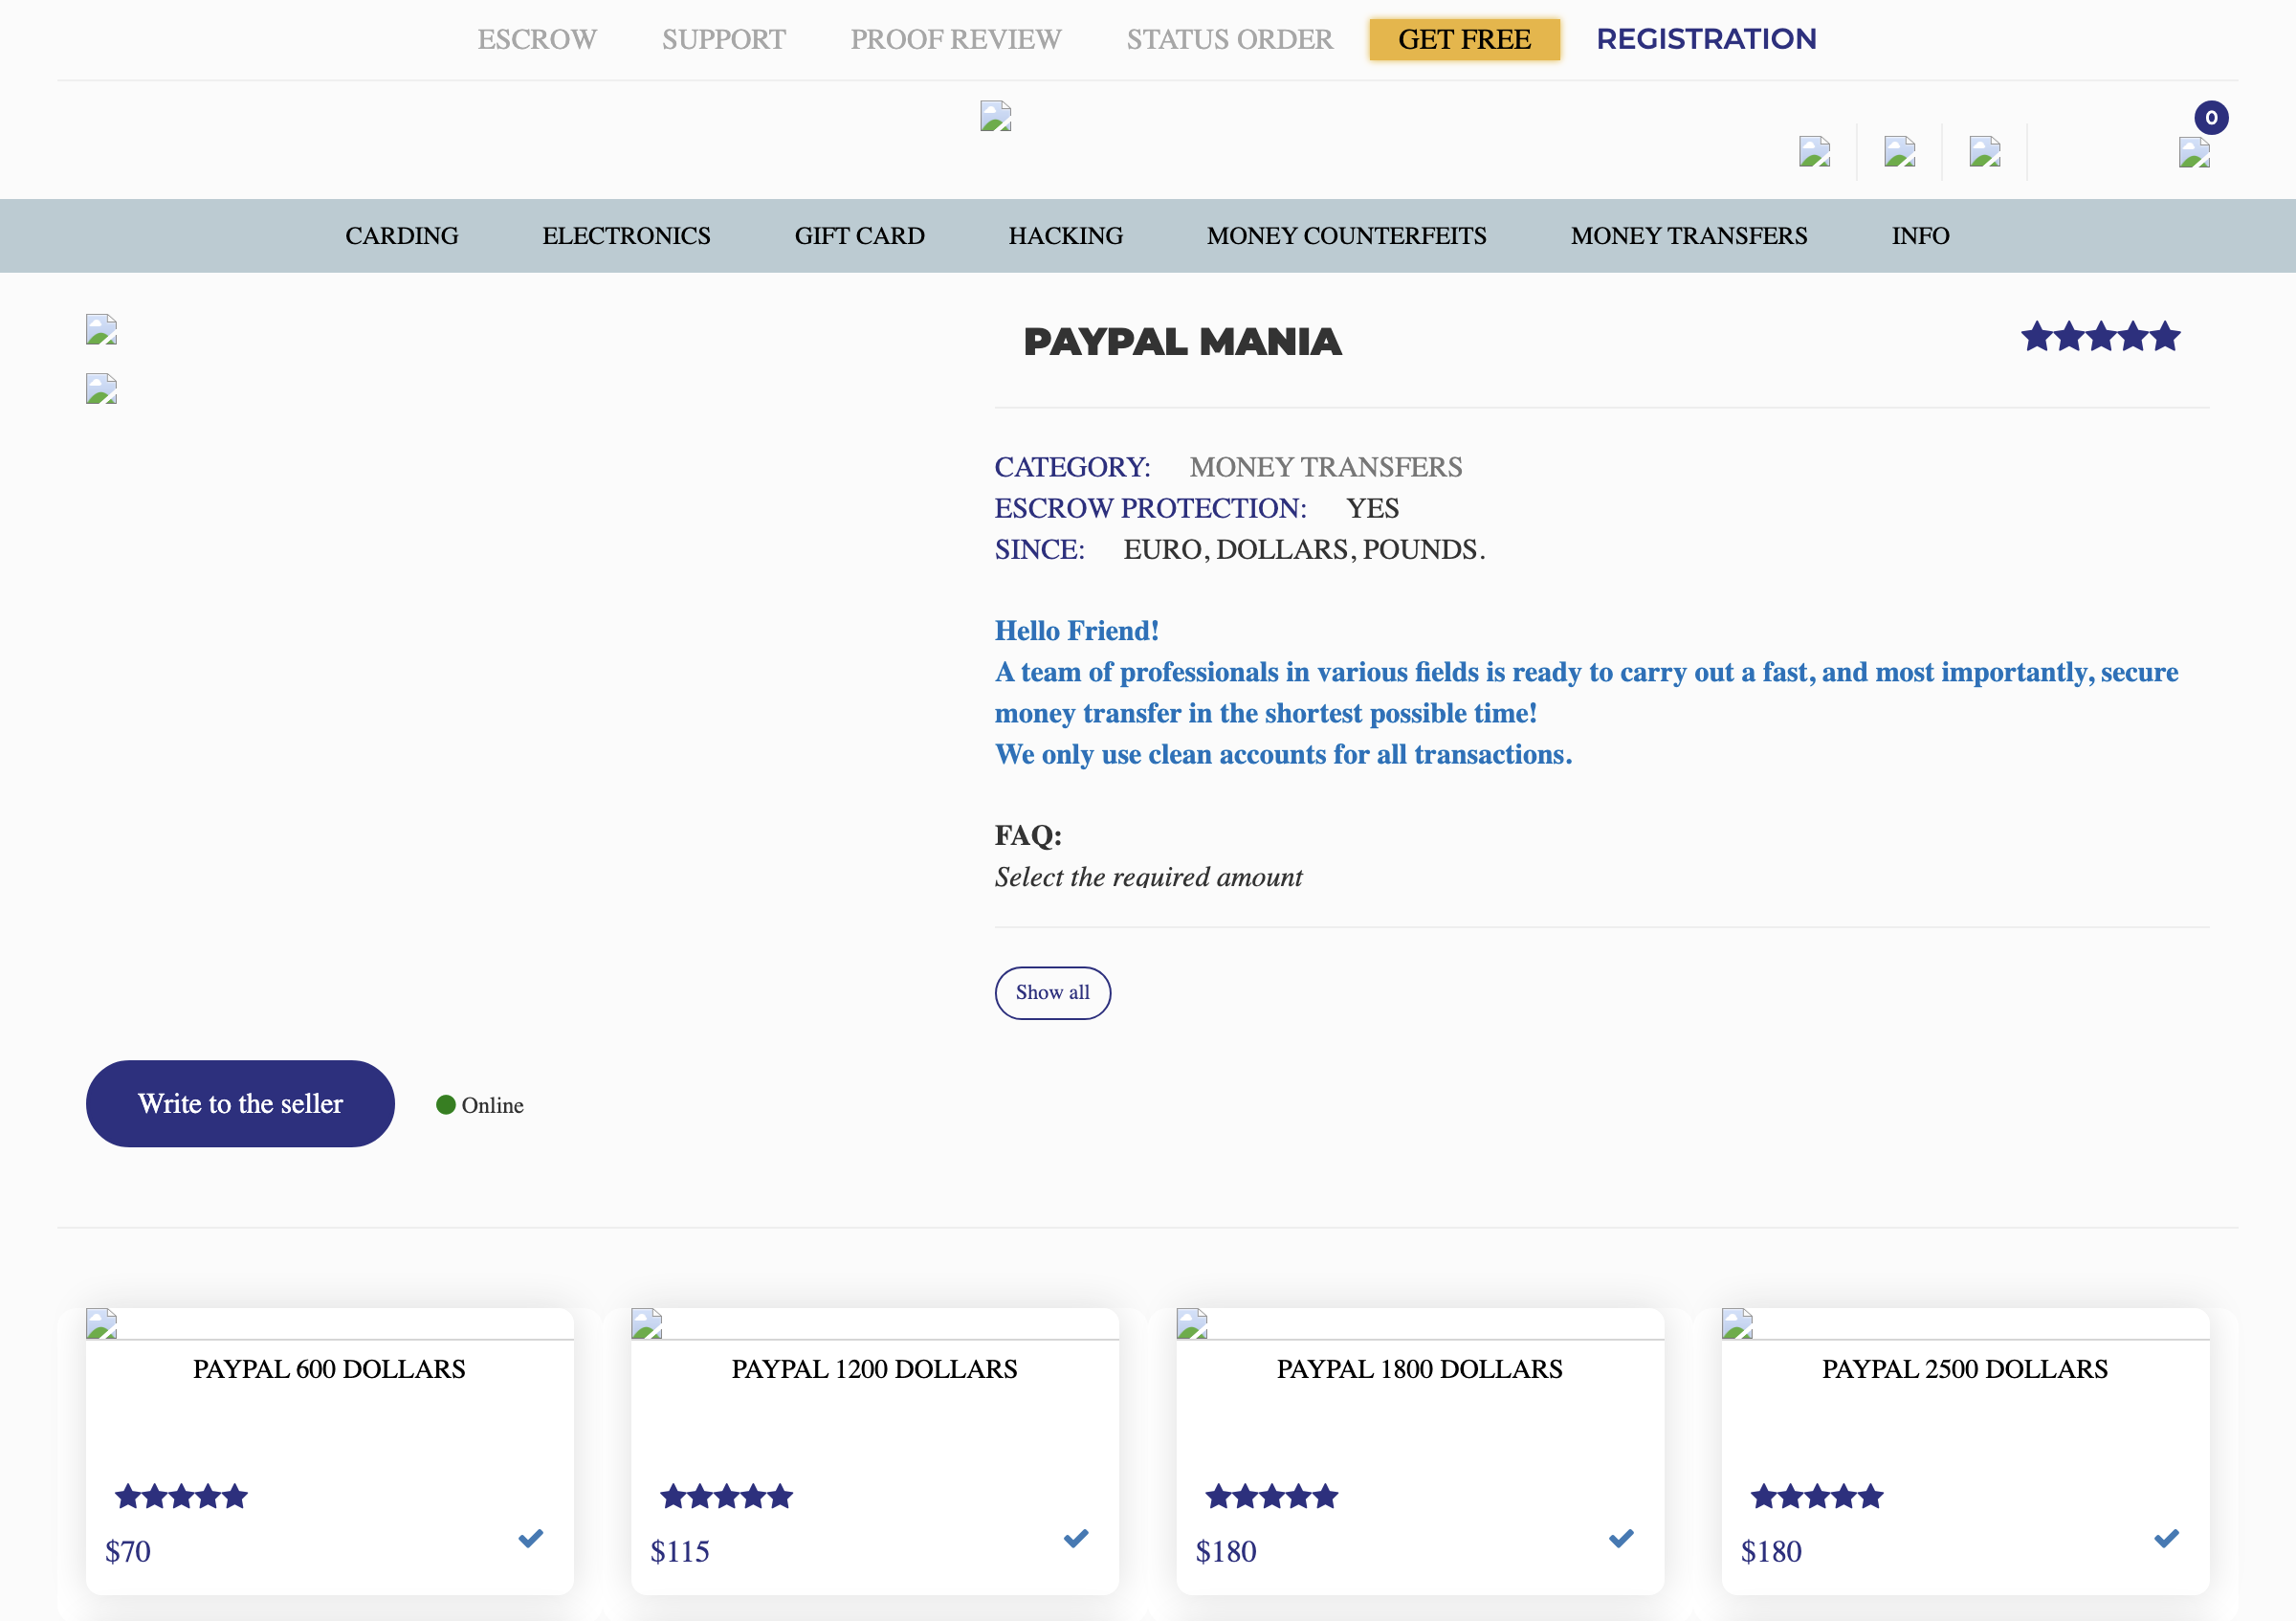 ESCROW SUPPORT PROOF REVIEW STATUS ORDER GET FREE REGISTRATION
0
CARDING ELECTRONICS GIFT CARD HACKING MONEY COUNTERFEITS MONEY TRANSFERS INFO
PAYPAL MANIA
CATEGORY: MONEY TRANSFERS
ESCROW PROTECTION: YES
SINCE: EURO, DOLLARS, POUNDS.
Hello Friend!
A team of professionals in various fields is ready to carry out a fast, and most importantly, secure
money transfer in the shortest possible time!
We only use clean accounts for all transactions.
FAQ:
Select the required amount
Show all
Write to the seller Online
PAYPAL 600 DOLLARS PAYPAL 1200 DOLLARS PAYPAL 1800 DOLLARS PAYPAL 2500 DOLLARS
$70 $115 $180 $180